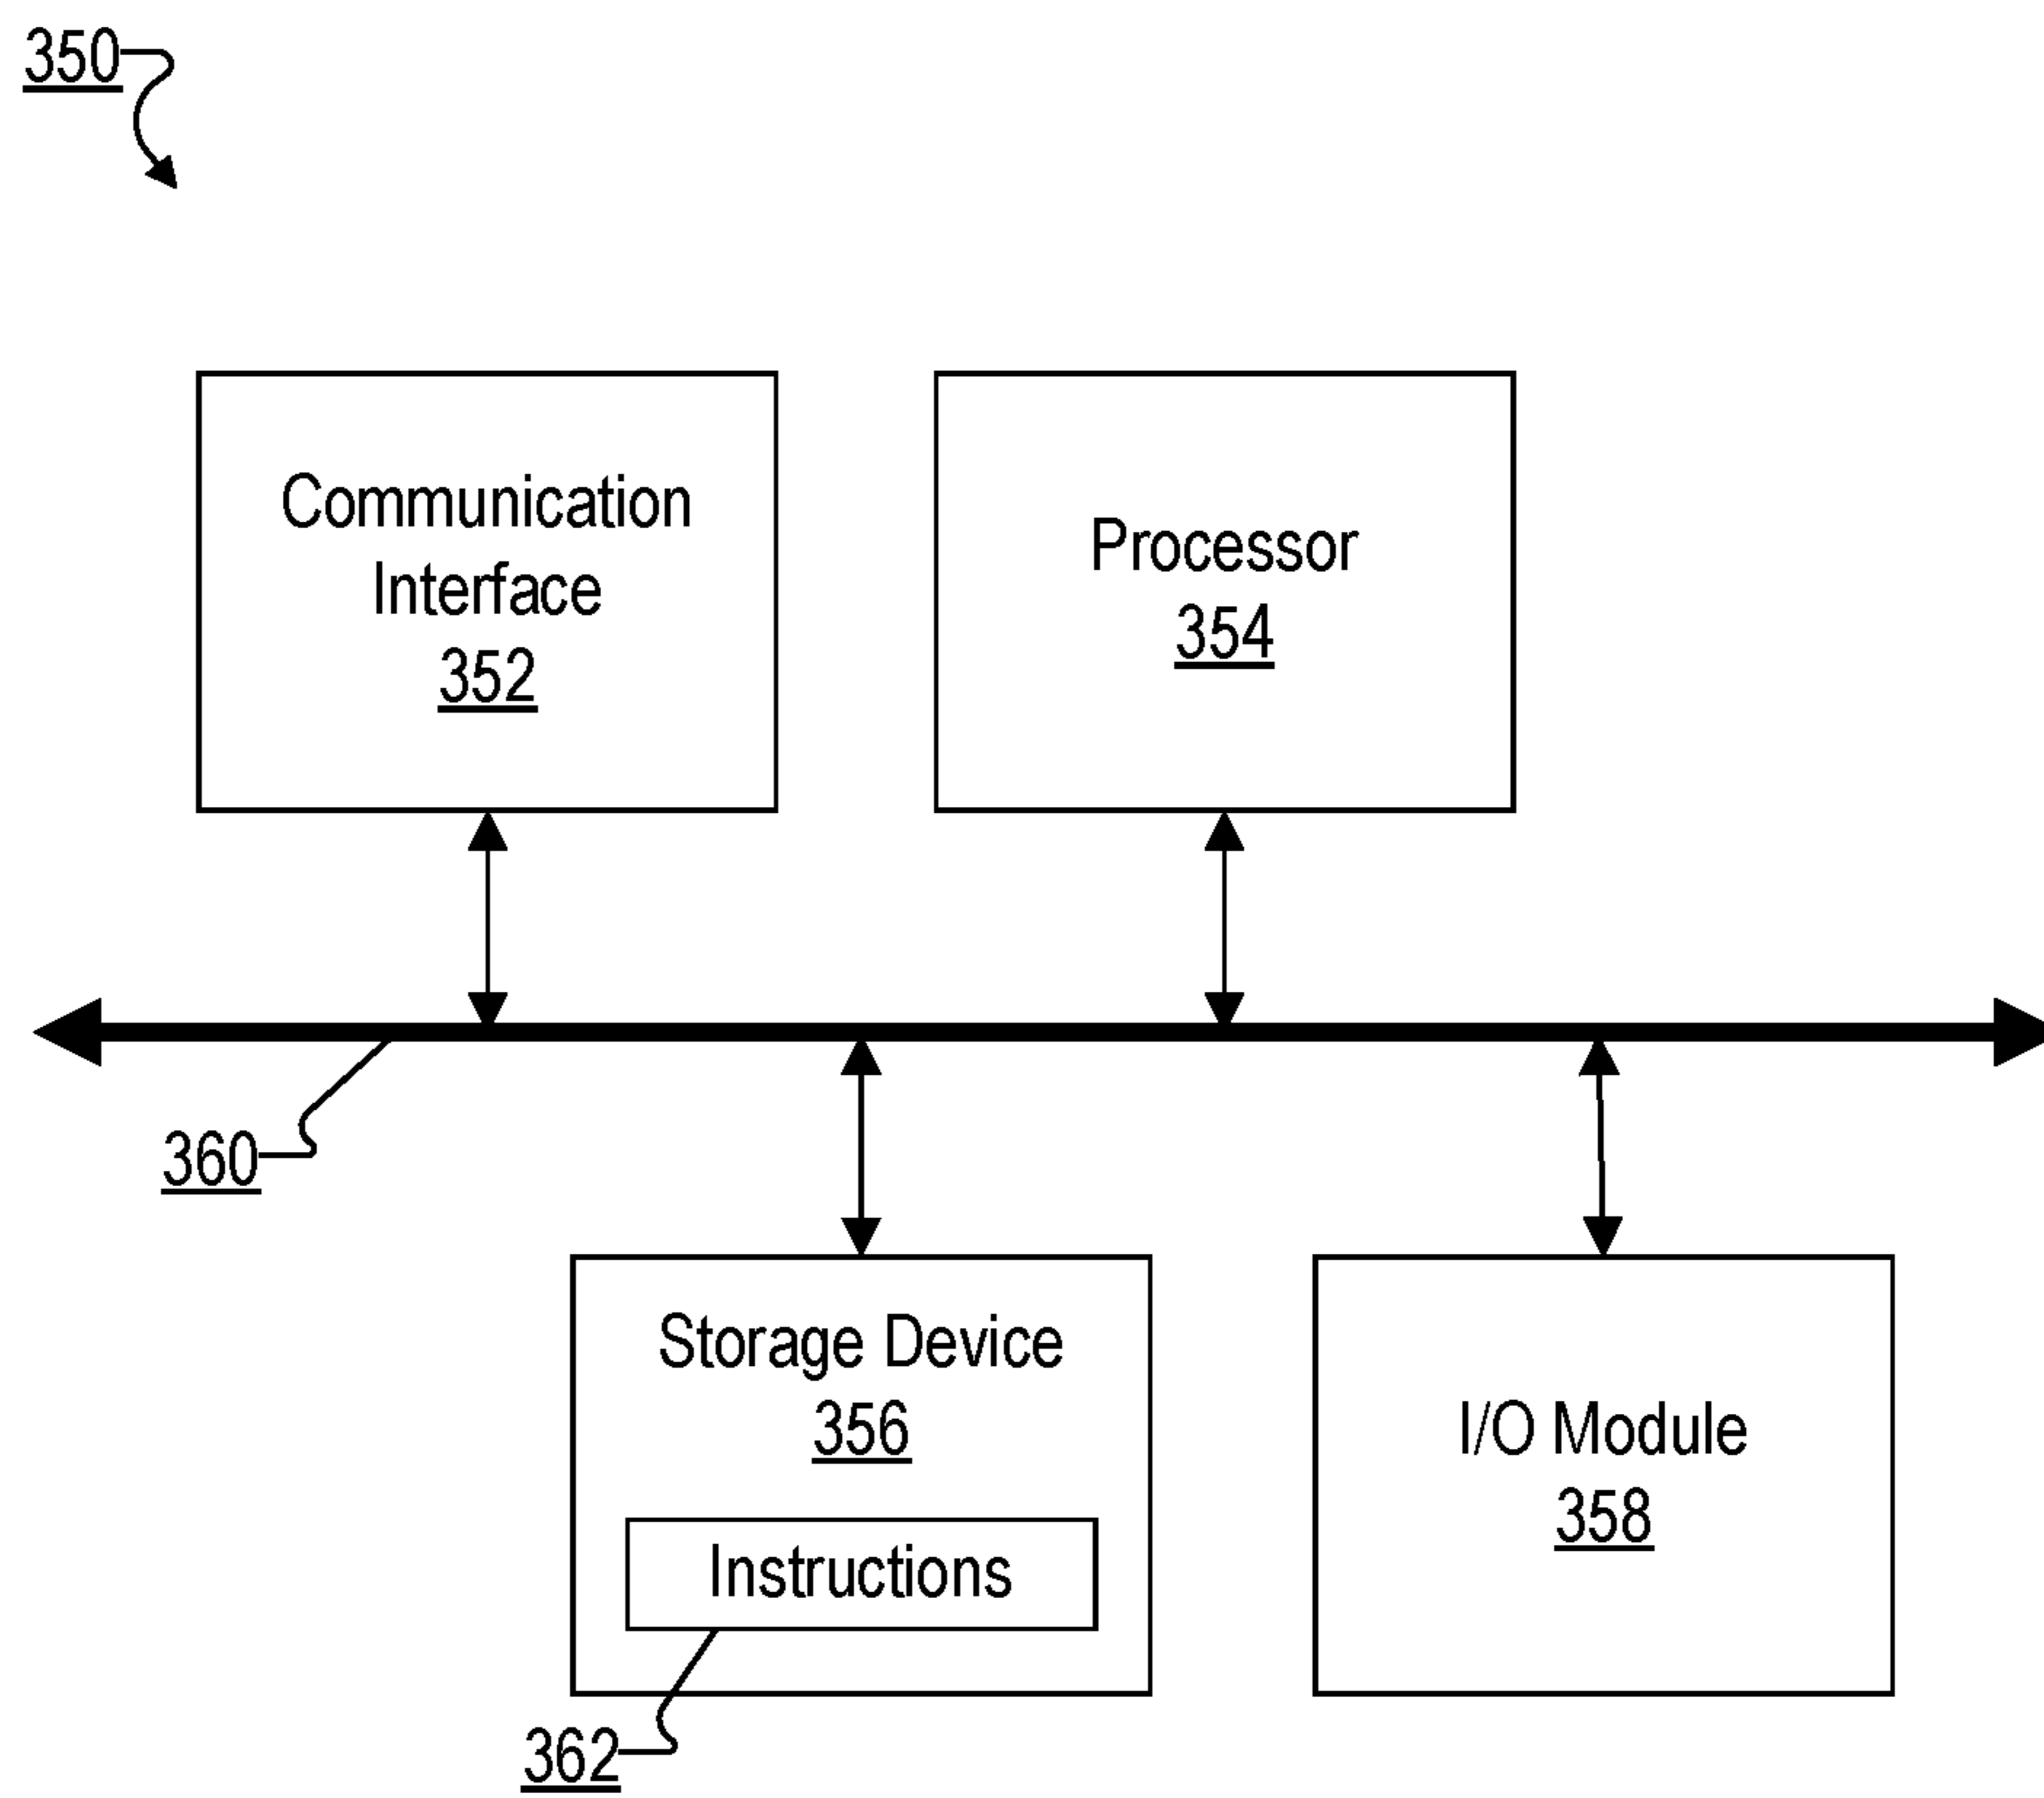 350
Communication
Interface
352
Processor
354
360
Storage Device
356
Instructions
362
I/O Module
358